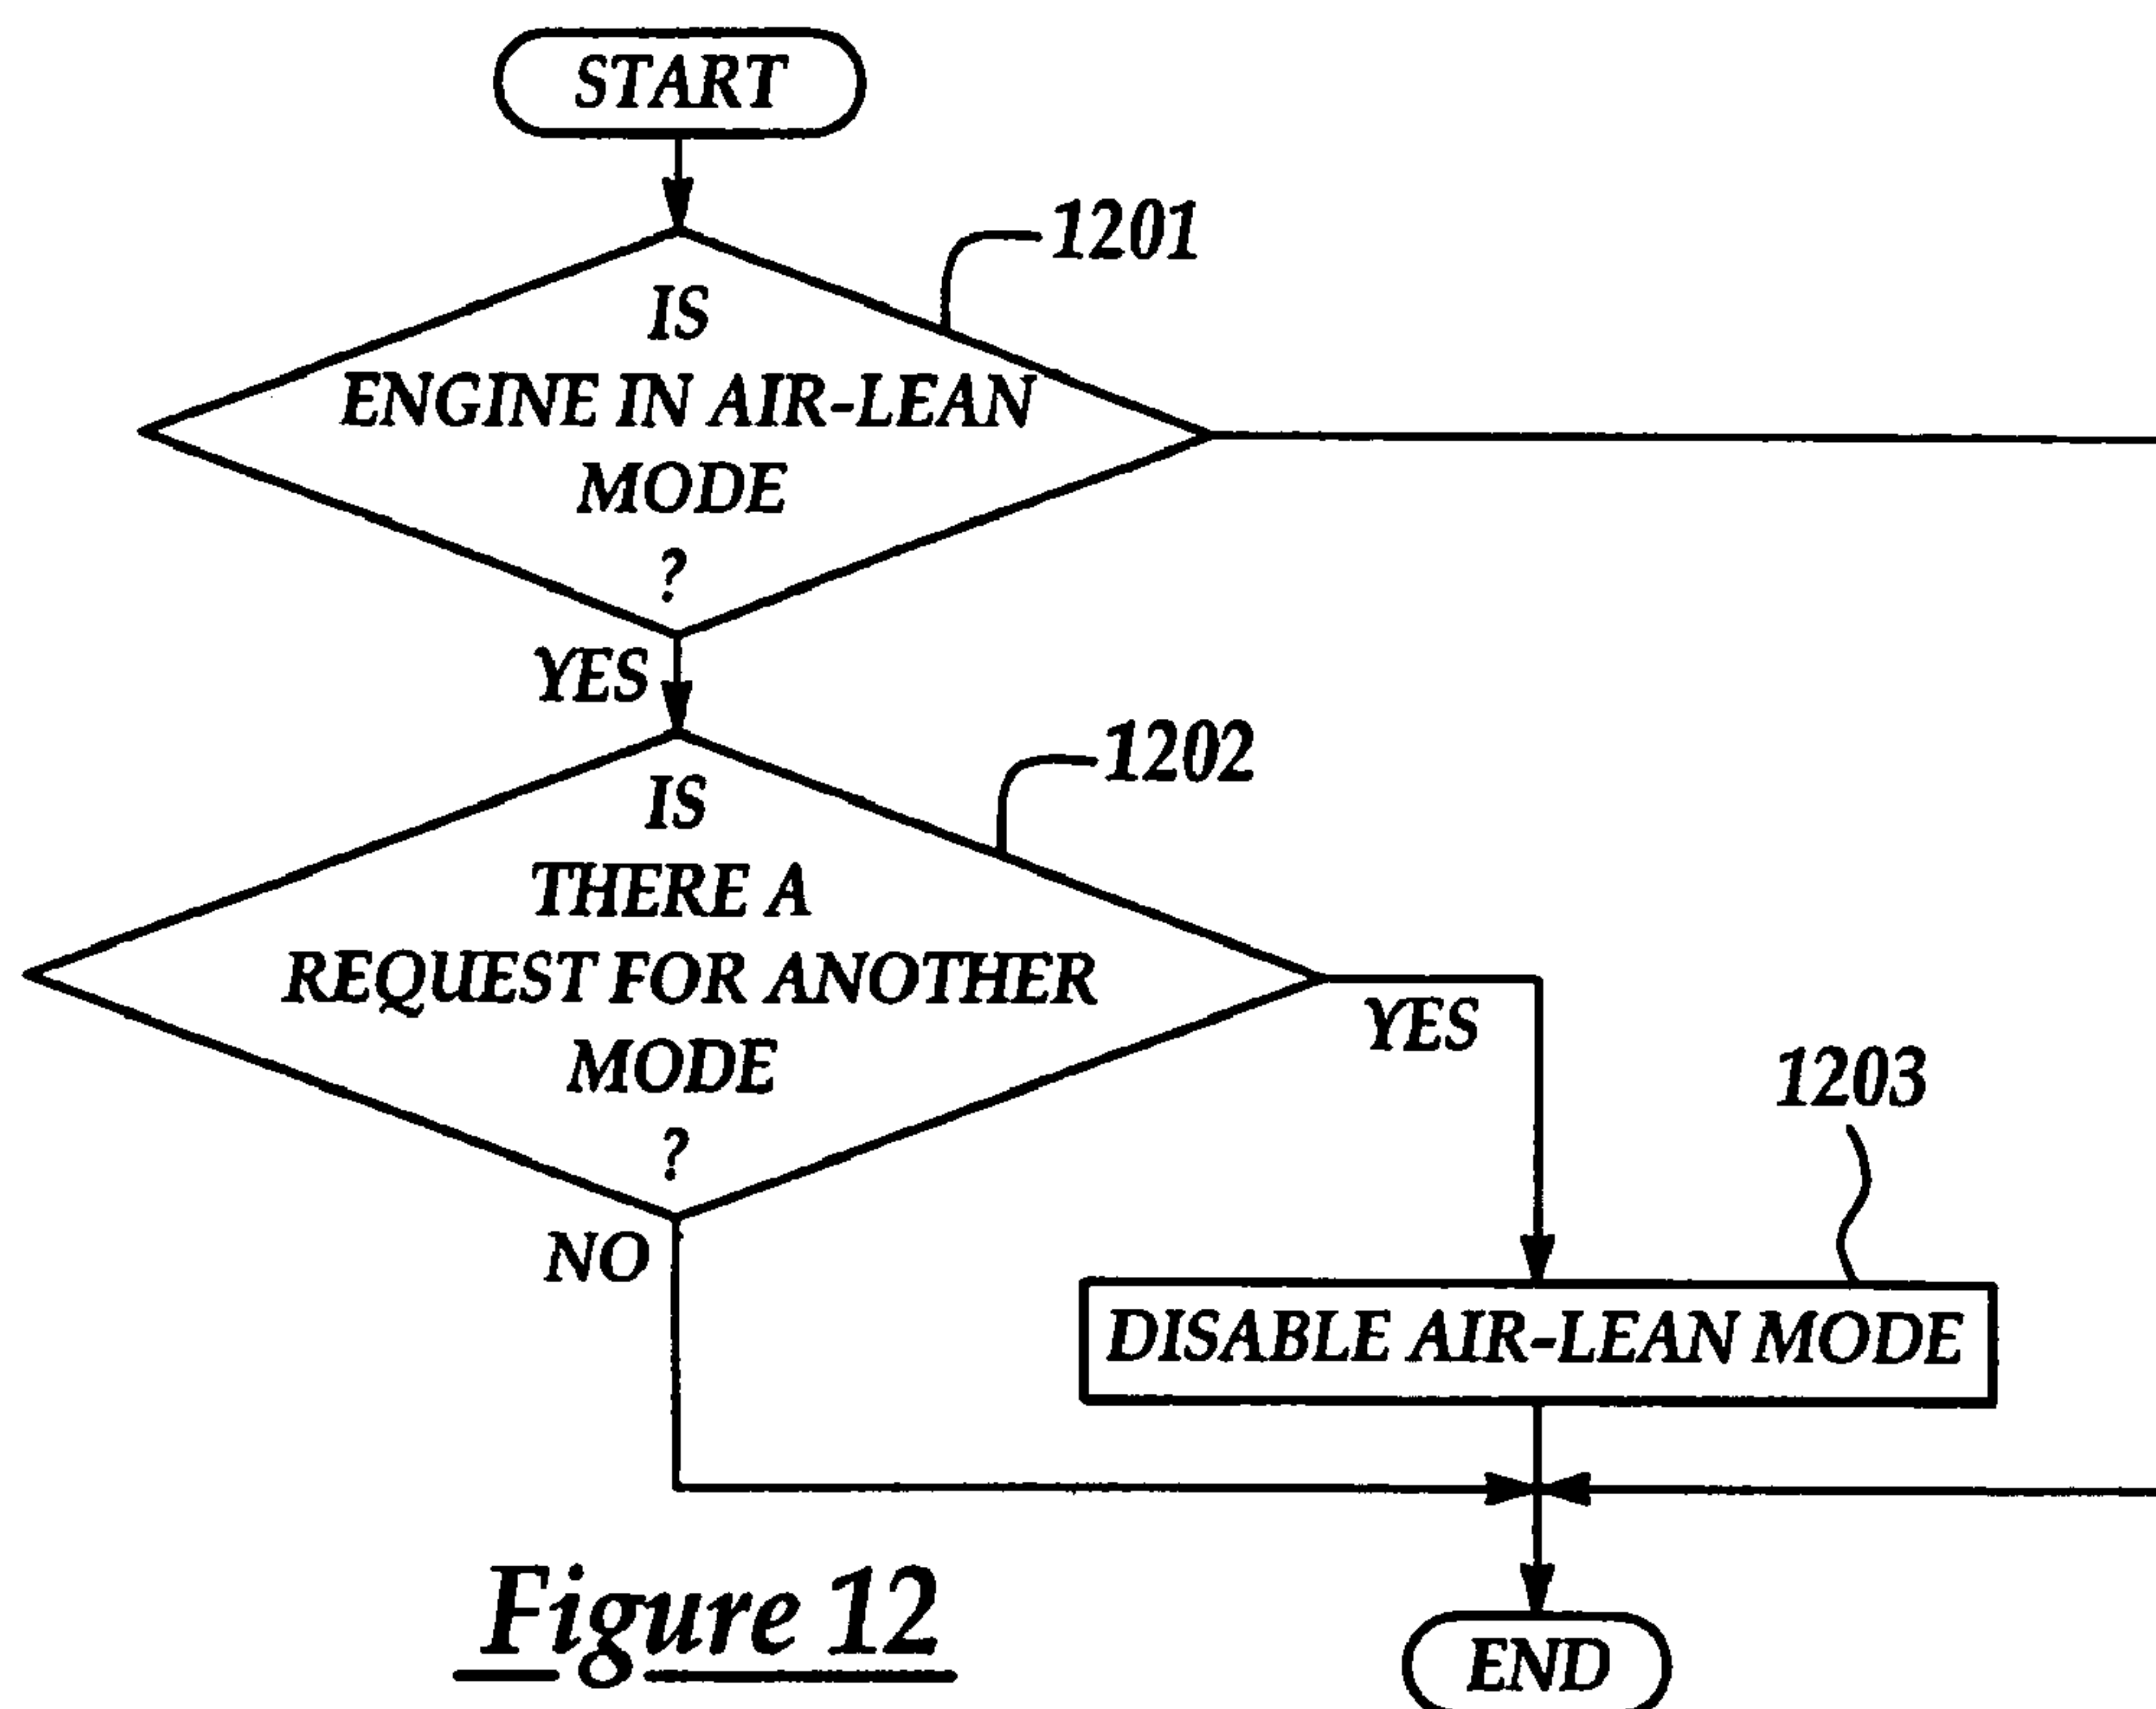 START
1201
IS
ENGINE IN AIR-LEAN
MODE
?
YES
1202
IS
THERE A
REQUEST FOR ANOTHER
MODE
?
YES
1203
NO
DISABLE AIR-LEAN MODE
Figure 12
END